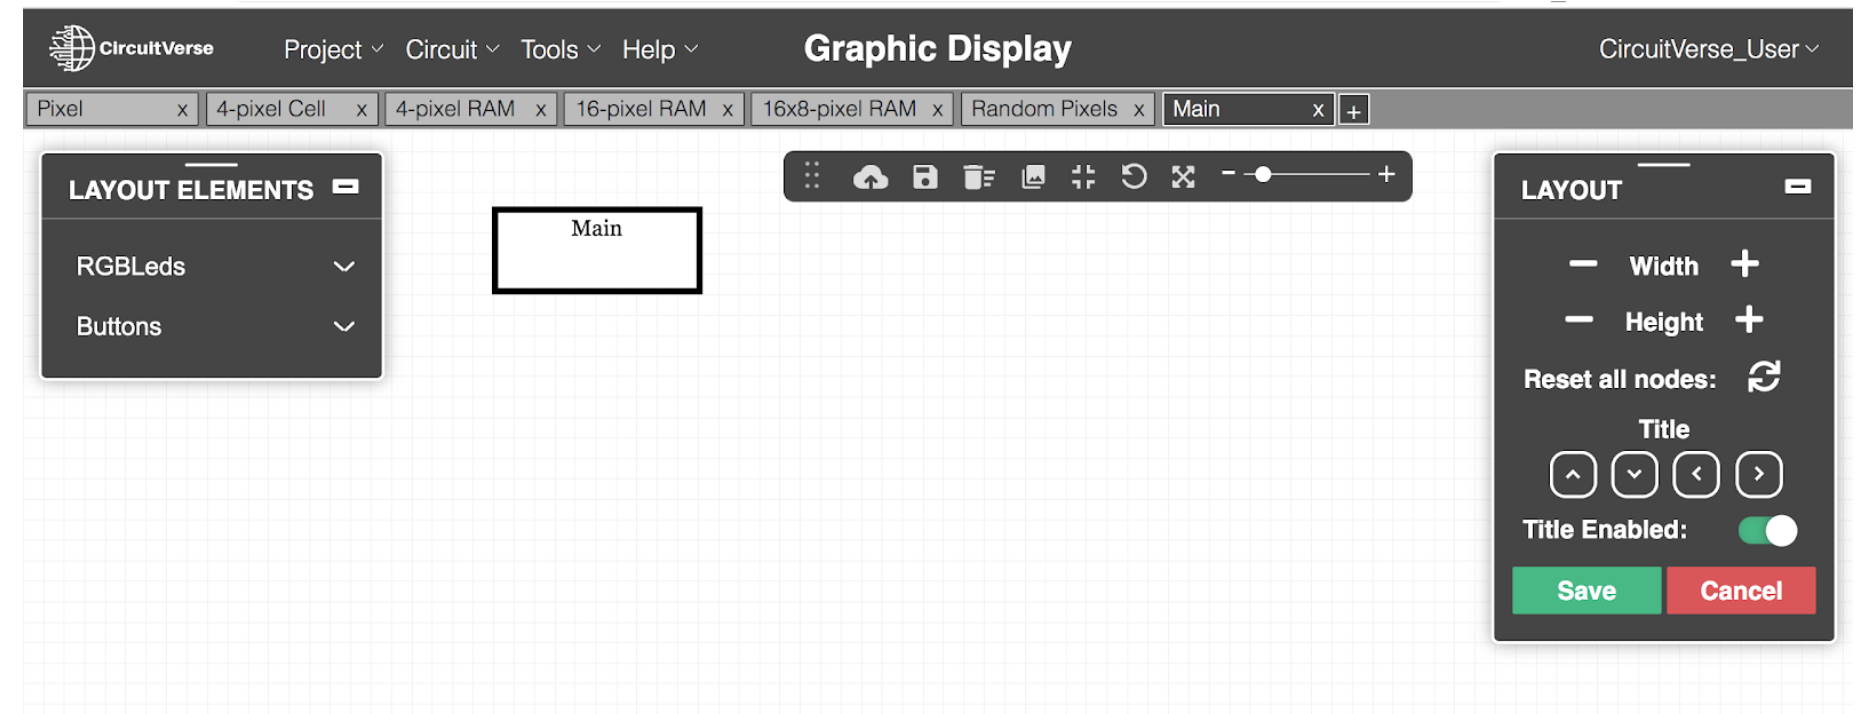 CircuitVerse Project Circuit Tools Help Graphic Display CircuitVerse_User
Pixel x 4-pixel Cell x 4-pixel RAM x 16-pixel RAM x 16x8-pixel RAM x Random Pixels x Main x +
LAYOUT ELEMENTS
RGBLeds
Buttons
Main
LAYOUT
Width
Height
Reset all nodes:
Title
Title Enabled:
Save Cancel